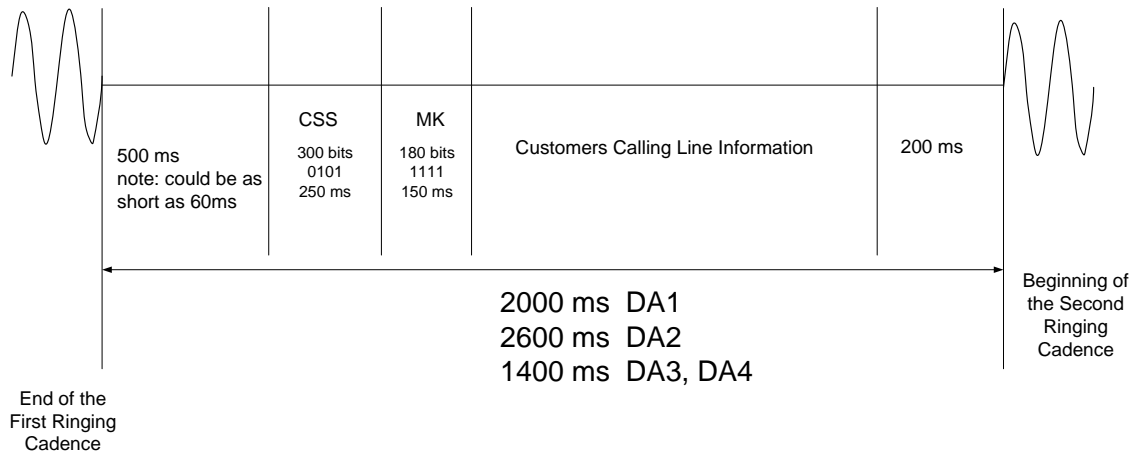 500 ms
note: could be as
short as 60ms
CSS
300 bits
0101
250 ms
MK
180 bits
1111
150 ms
Customers Calling Line Information
200 ms
2000 ms DA1
2600 ms DA2
1400 ms DA3, DA4
Beginning of
the Second
Ringing
Cadence
End of the
First Ringing
Cadence